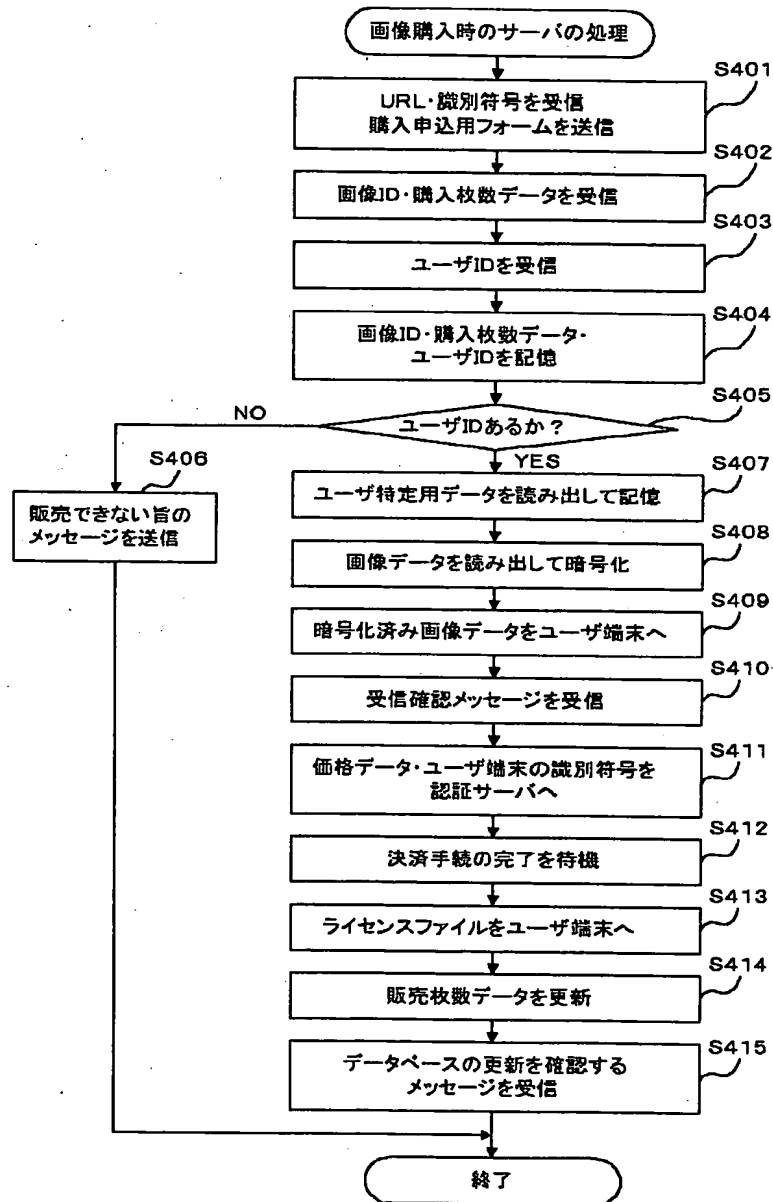 画像購入時のサーバの処理
S401
URL・識別符号を受信
購入申込用フォームを送信
S402
画像ID・購入枚数データを受信
S403
ユーザIDを受信
S404
画像ID・購入枚数データ・
ユーザIDを記憶
S405
ユーザIDあるか？
NO
YES
S406
販売できない旨の
メッセージを送信
S407
ユーザ特定用データを読み出して記憶
S408
画像データを読み出して暗号化
S409
暗号化済み画像データをユーザ端末へ
S410
受信確認メッセージを受信
S411
価格データ・ユーザ端末の識別符号を
認証サーバへ
S412
決済手続の完了を待機
S413
ライセンスファイルをユーザ端末へ
S414
販売枚数データを更新
S415
データベースの更新を確認する
メッセージを受信
終了